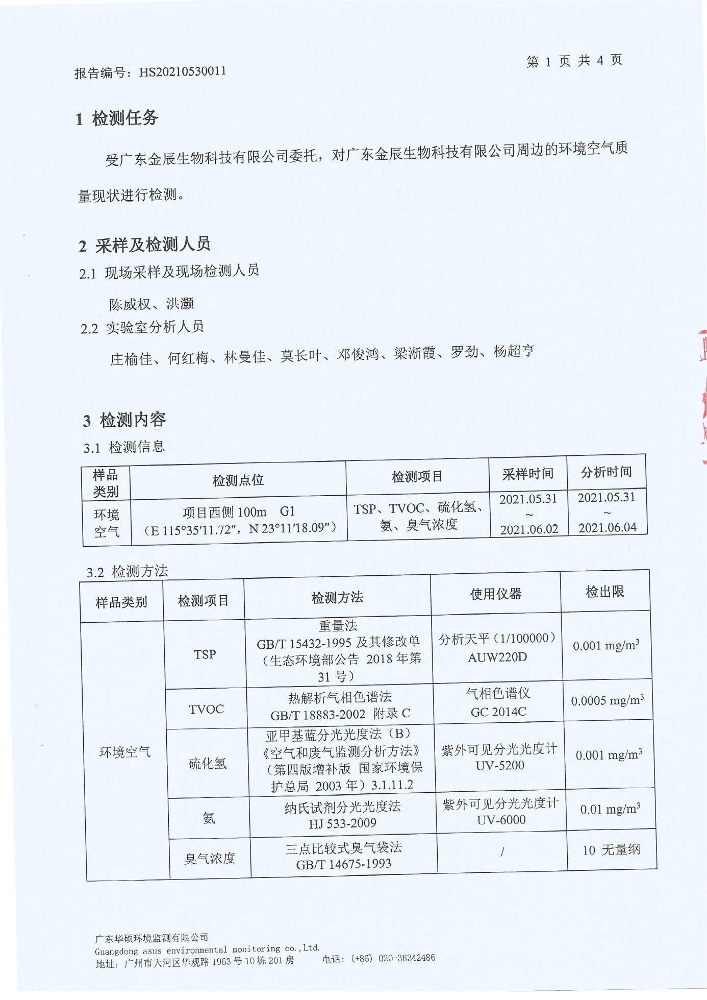 报告编号：HS20210530011
第 1 页 共 4 页
1 检测任务
受广东金辰生物科技有限公司委托，对广东金辰生物科技有限公司周边的环境空气质
量现状进行检测。
2 采样及检测人员
2.1 现场采样及现场检测人员
陈威权、洪灏
2.2 实验室分析人员
庄榆佳、何红梅、林曼佳、莫长叶、邓俊鸿、梁淅霞、罗劲、杨超亨
3 检测内容
3.1 检测信息
样品
类别
检测点位
检测项目
采样时间
分析时间
环境
空气
项目西侧 100m G1
（E 115°35′11.72″，N 23°11′18.09″）
TSP、TVOC、硫化氢、
氨、臭气浓度
2021.05.31
~
2021.06.02
2021.05.31
~
2021.06.04
3.2 检测方法
样品类别
检测项目
检测方法
使用仪器
检出限
环境空气
TSP
重量法
GB/T 15432-1995 及其修改单
（生态环境部公告 2018 年第
31 号）
分析天平（1/100000）
AUW220D
0.001 mg/m³
TVOC
热解析气相色谱法
GB/T 18883-2002 附录 C
气相色谱仪
GC 2014C
0.0005 mg/m³
硫化氢
亚甲基蓝分光光度法（B）
《空气和废气监测分析方法》
（第四版增补版 国家环境保
护总局 2003 年）3.1.11.2
紫外可见分光光度计
UV-5200
0.001 mg/m³
氨
纳氏试剂分光光度法
HJ 533-2009
紫外可见分光光度计
UV-6000
0.01 mg/m³
臭气浓度
三点比较式臭气袋法
GB/T 14675-1993
/
10 无量纲
广东华硕环境监测有限公司
Guangdong asus environmental monitoring co.,Ltd.
地址：广州市天河区华观路 1963 号 10 栋 201 房 电话：（+86）020-38342486